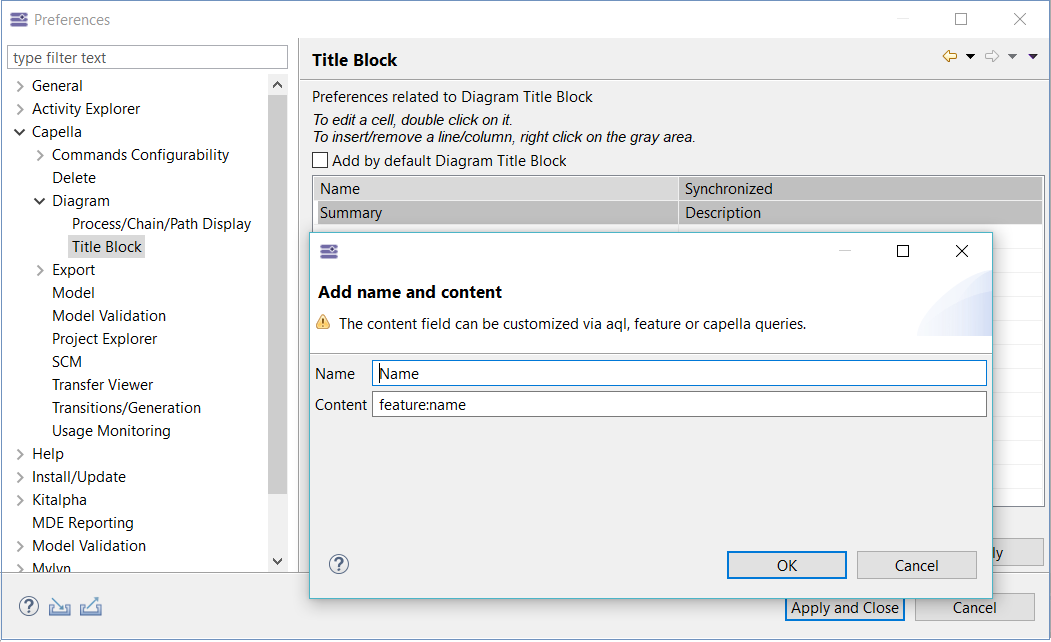 Preferences
type filter text
General
Activity Explorer
Capella
Commands Configurability
Delete
Diagram
Process/Chain/Path Display
Title Block
Export
Model
Model Validation
Project Explorer
SCM
Transfer Viewer
Transitions/Generation
Usage Monitoring
Help
Install/Update
Kitalpha
MDE Reporting
Model Validation
Mylyn
Title Block
Preferences related to Diagram Title Block
To edit a cell, double click on it.
To insert/remove a line/column, right click on the gray area.
Add by default Diagram Title Block
Name Synchronized
Summary Description
Add name and content
The content field can be customized via aql, feature or capella queries.
Name Name
Content feature:name
OK Cancel
ly
Apply and Close Cancel